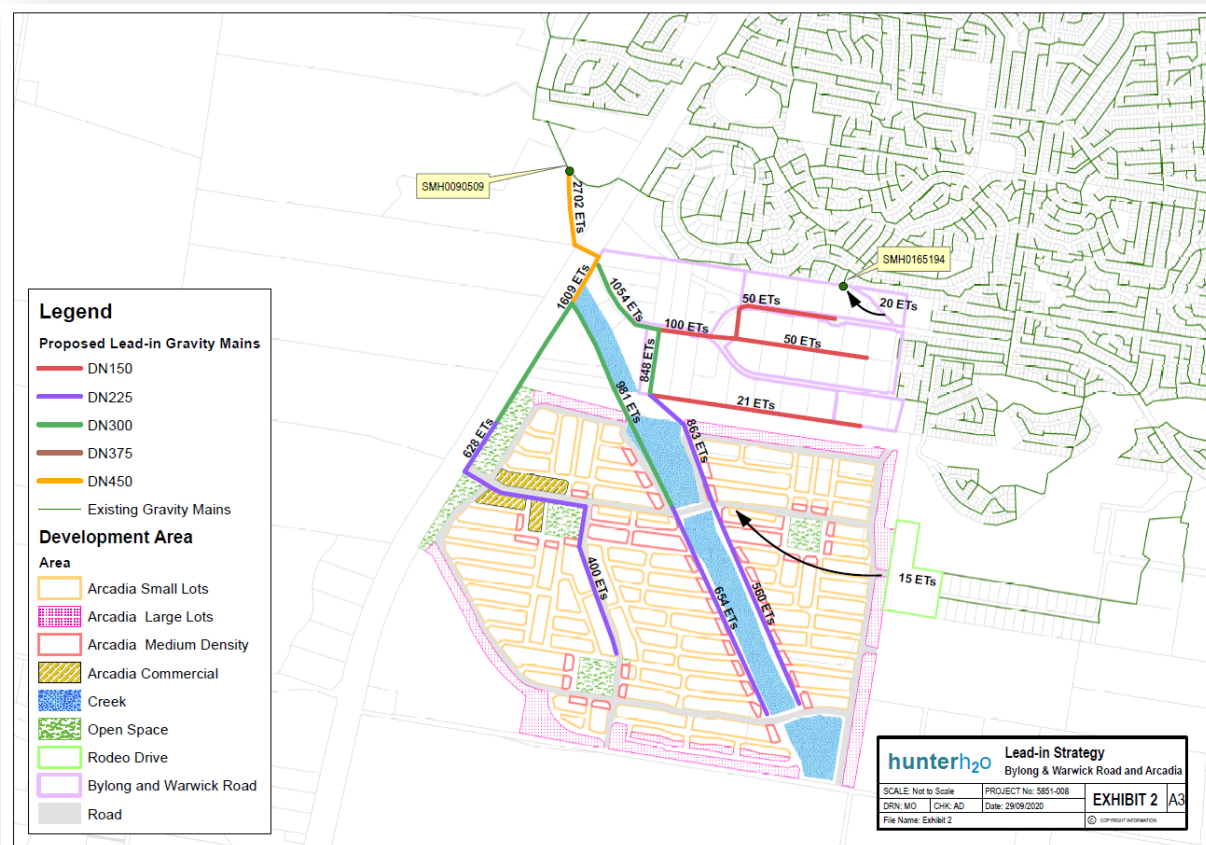 SMH0090509
2702 ETs
SMH0165194
1609 ETs
1054 ETs
50 ETs
20 ETs
100 ETs
50 ETs
848 ETs
981 ETs
21 ETs
628 ETs
863 ETs
400 ETs
654 ETs
560 ETs
15 ETs
Legend
Proposed Lead-in Gravity Mains
DN150
DN225
DN300
DN375
DN450
Existing Gravity Mains
Development Area
Area
Arcadia Small Lots
Arcadia Large Lots
Arcadia Medium Density
Arcadia Commercial
Creek
Open Space
Rodeo Drive
Bylong and Warwick Road
Road
hunterh2o
Lead-in Strategy
Bylong & Warwick Road and Arcadia
SCALE: Not to Scale
PROJECT No: 5851-008
DRN: MO
CHK: AD
Date: 29/09/2020
EXHIBIT 2
A3
File Name: Exhibit 2
© COPYRIGHT INFORMATION